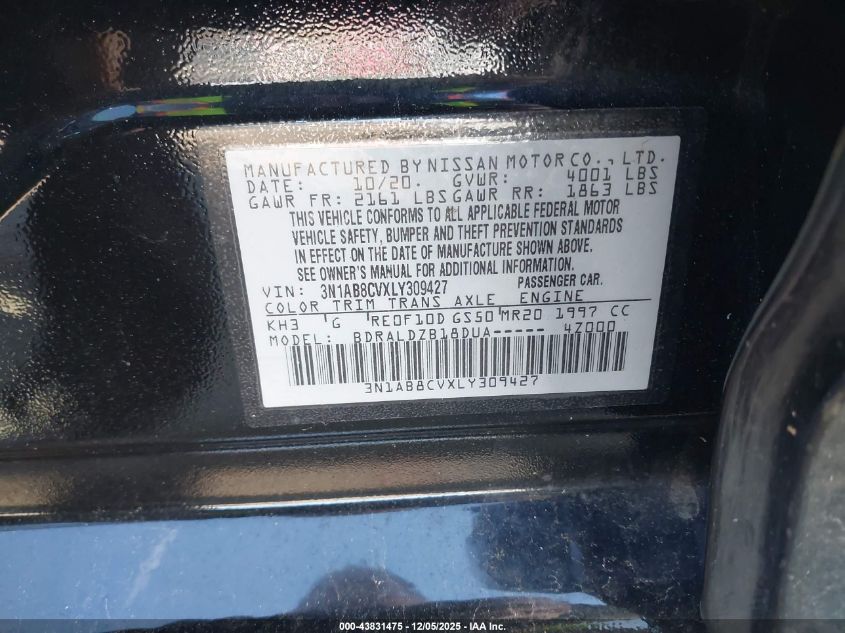 MANUFACTURED BY NISSAN MOTOR CO., LTD.
DATE: 10/20. GVWR: 4001 LBS
GAWR FR: 2161 LBS GAWR RR: 1863 LBS
THIS VEHICLE CONFORMS TO ALL APPLICABLE FEDERAL MOTOR
VEHICLE SAFETY, BUMPER AND THEFT PREVENTION STANDARDS
IN EFFECT ON THE DATE OF MANUFACTURE SHOWN ABOVE.
SEE OWNER'S MANUAL FOR ADDITIONAL INFORMATION.
VIN: 3N1AB8CVXLY309427 PASSENGER CAR.
COLOR TRIM TRANS AXLE ENGINE
KH3 'G RE0F10D GS50 MR20 1997 CC
MODEL: BDRALDZB18DUA----- 4Z000
3N1AB8CVXLY309427
000-43831475 — 12/05/2025 — IAA Inc.